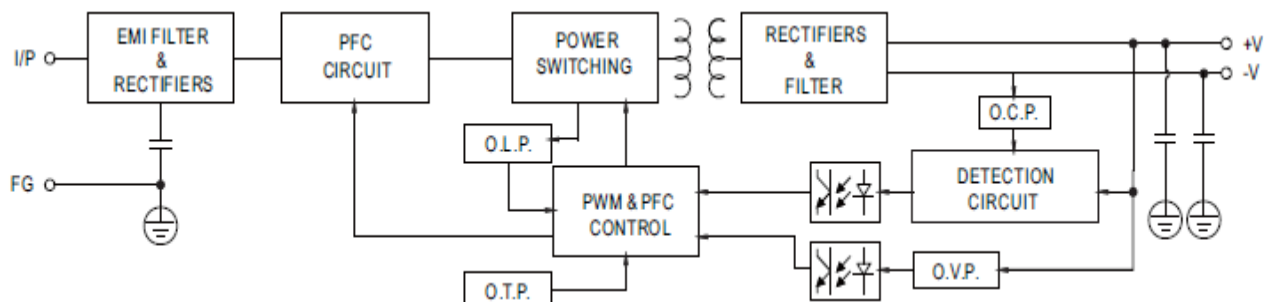 I/P
EMI FILTER
&
RECTIFIERS
PFC
CIRCUIT
POWER
SWITCHING
RECTIFIERS
&
FILTER
+V
-V
O.C.P.
O.L.P.
FG
PWM & PFC
CONTROL
DETECTION
CIRCUIT
O.T.P.
O.V.P.